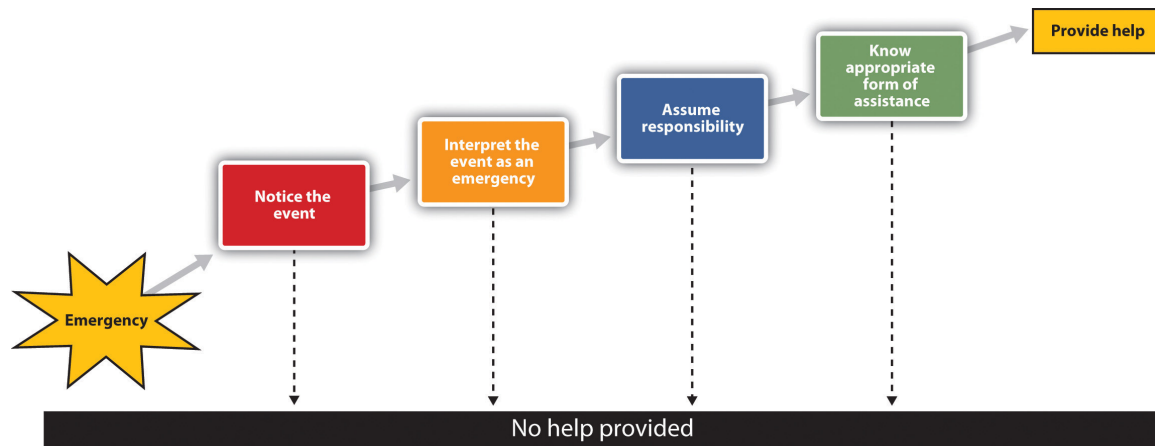 Emergency
Notice the
event
Interpret the
event as an
emergency
Assume
responsibility
Know
appropriate
form of
assistance
Provide help
No help provided